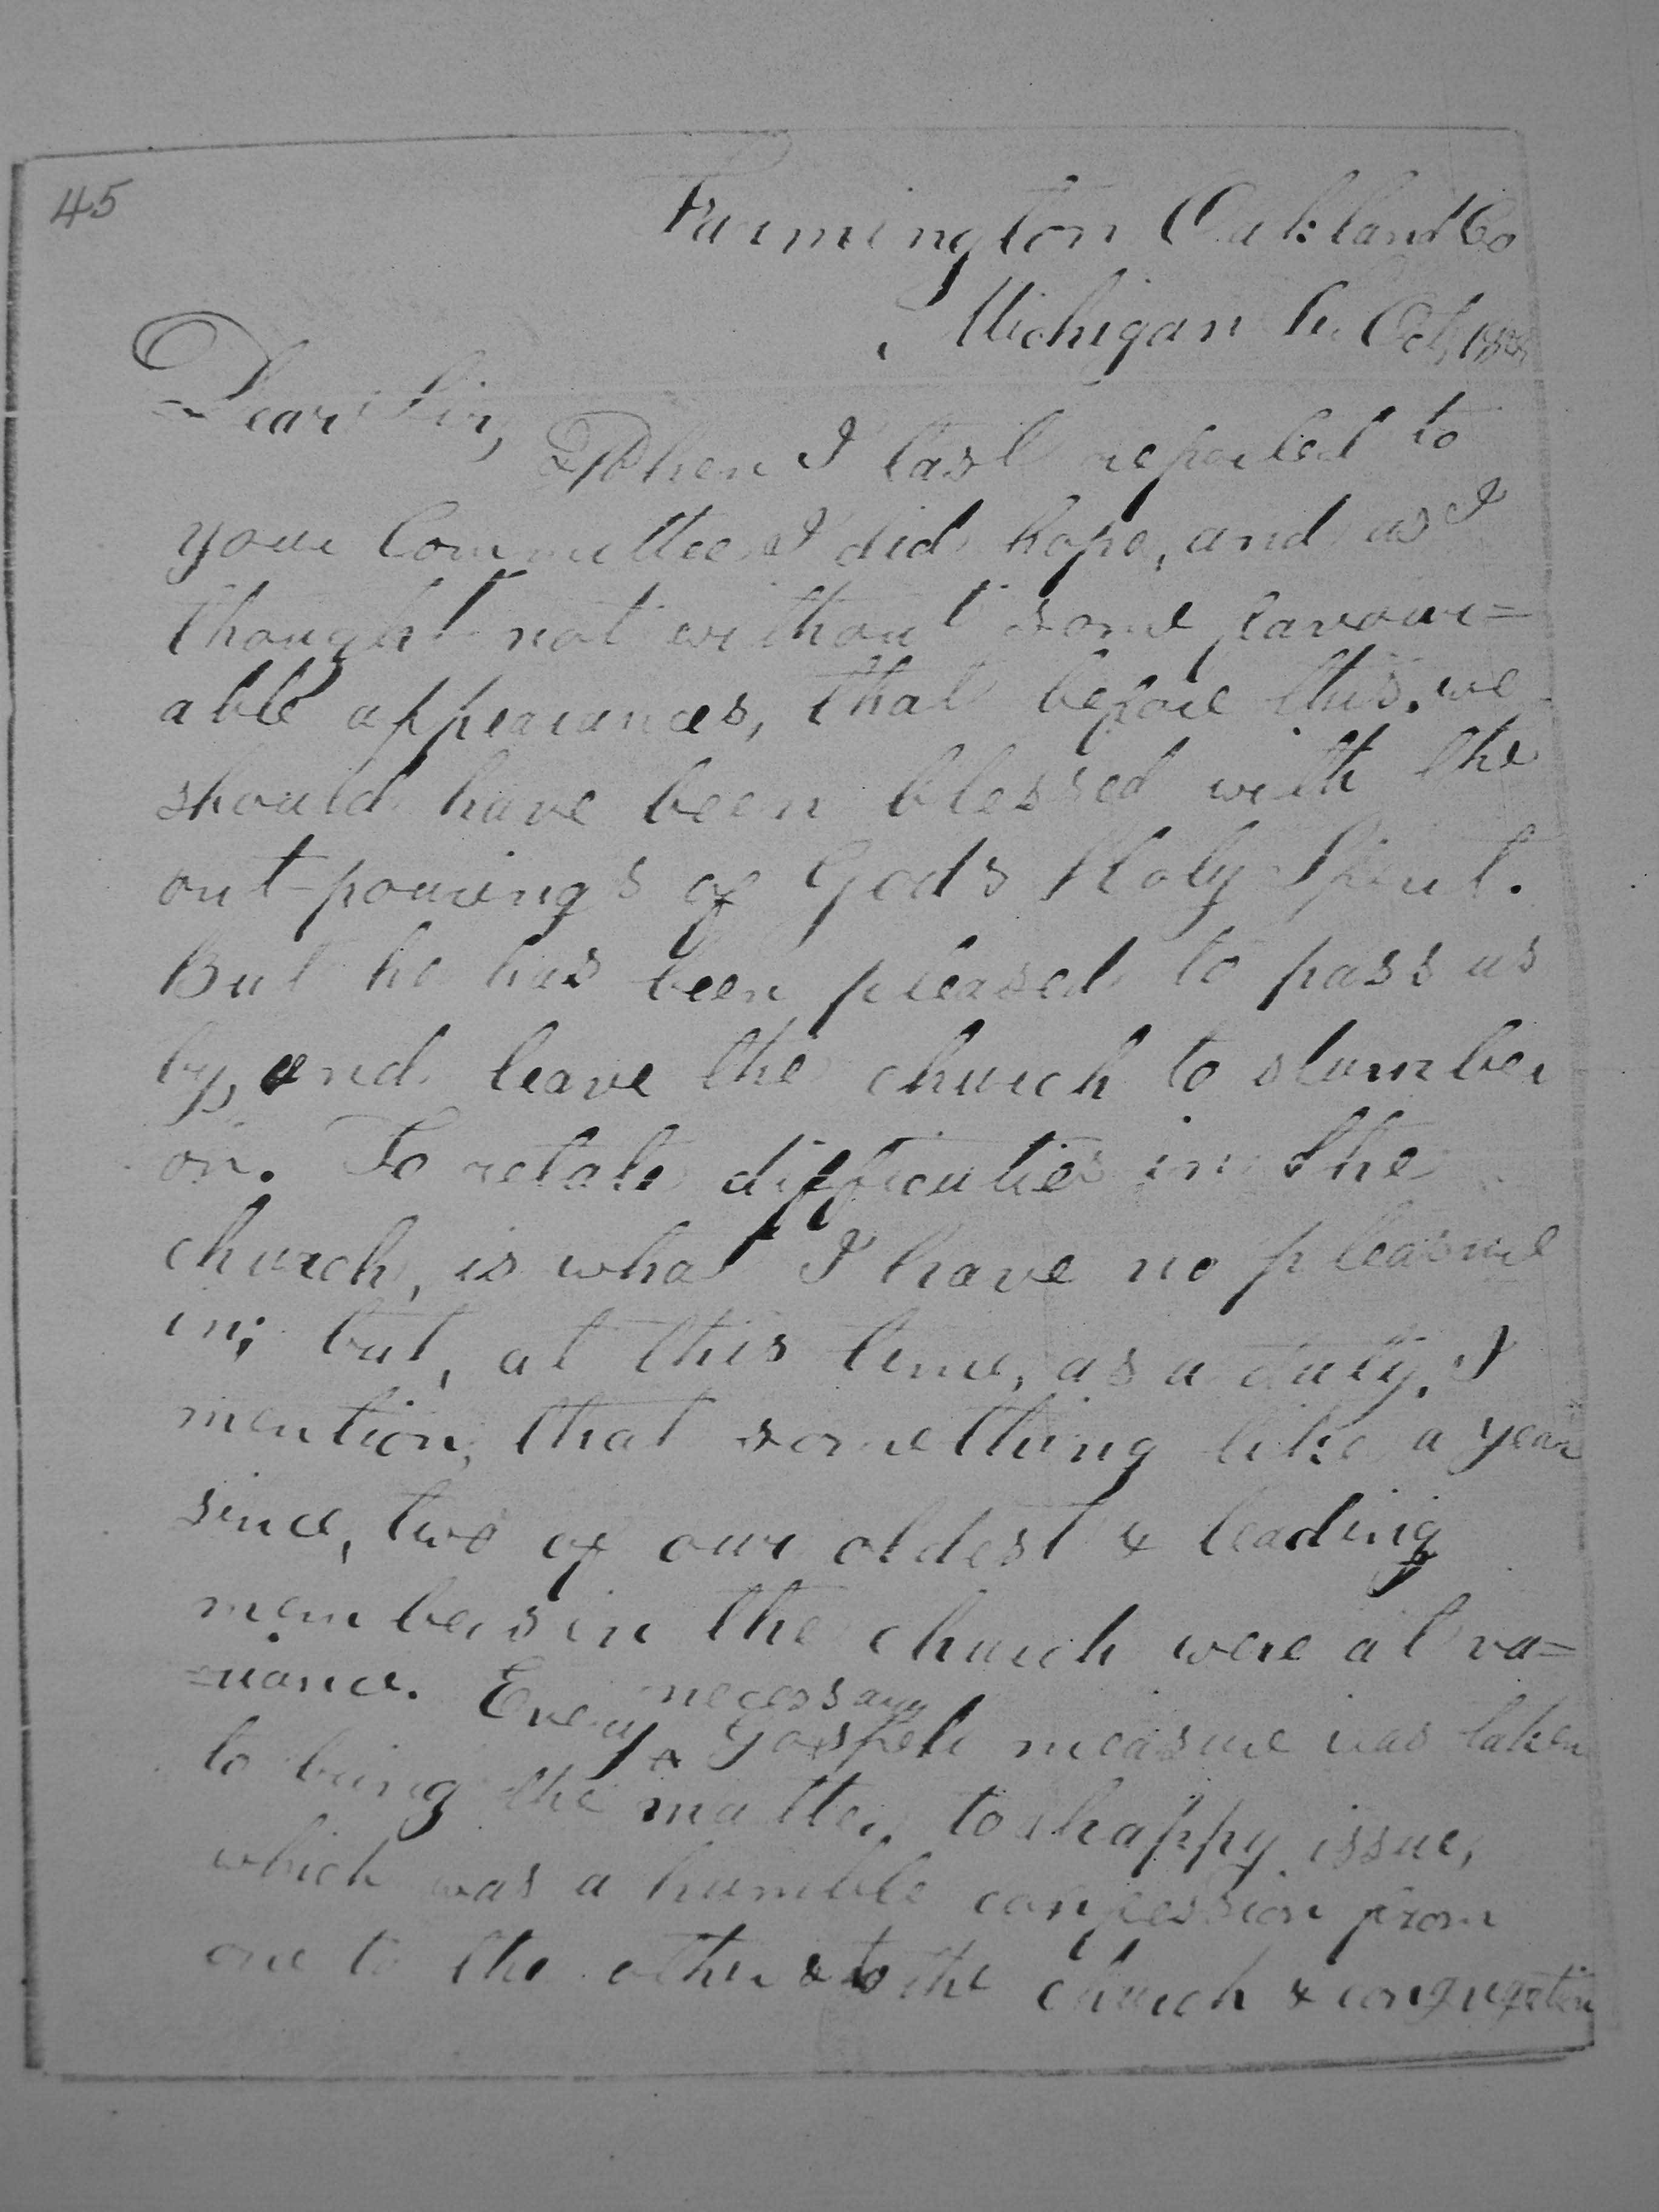 45
Farmington Oakland Co
Michigan Oct,
Dear Sir,
When I last reported to
your Committee I did hope, and as I
thought not without some favour=
able appearances, that before this, we
should have been blessed with the
out-pourings of Gods Holy Spirit.
But he has been pleased to pass us
by, and leave the church to slumber
on. To relate difficulties in the
church, is what I have no pleasure
in; but, at this time, as a duty, I
mention, that something like a year
since, two of our oldest & leading
members in the church were at va=
=riance. Every ^ necessary Gospel measure was taken
to bring the matter to a happy issue,
which was a humble confession from
one to the other & to the church & congregation